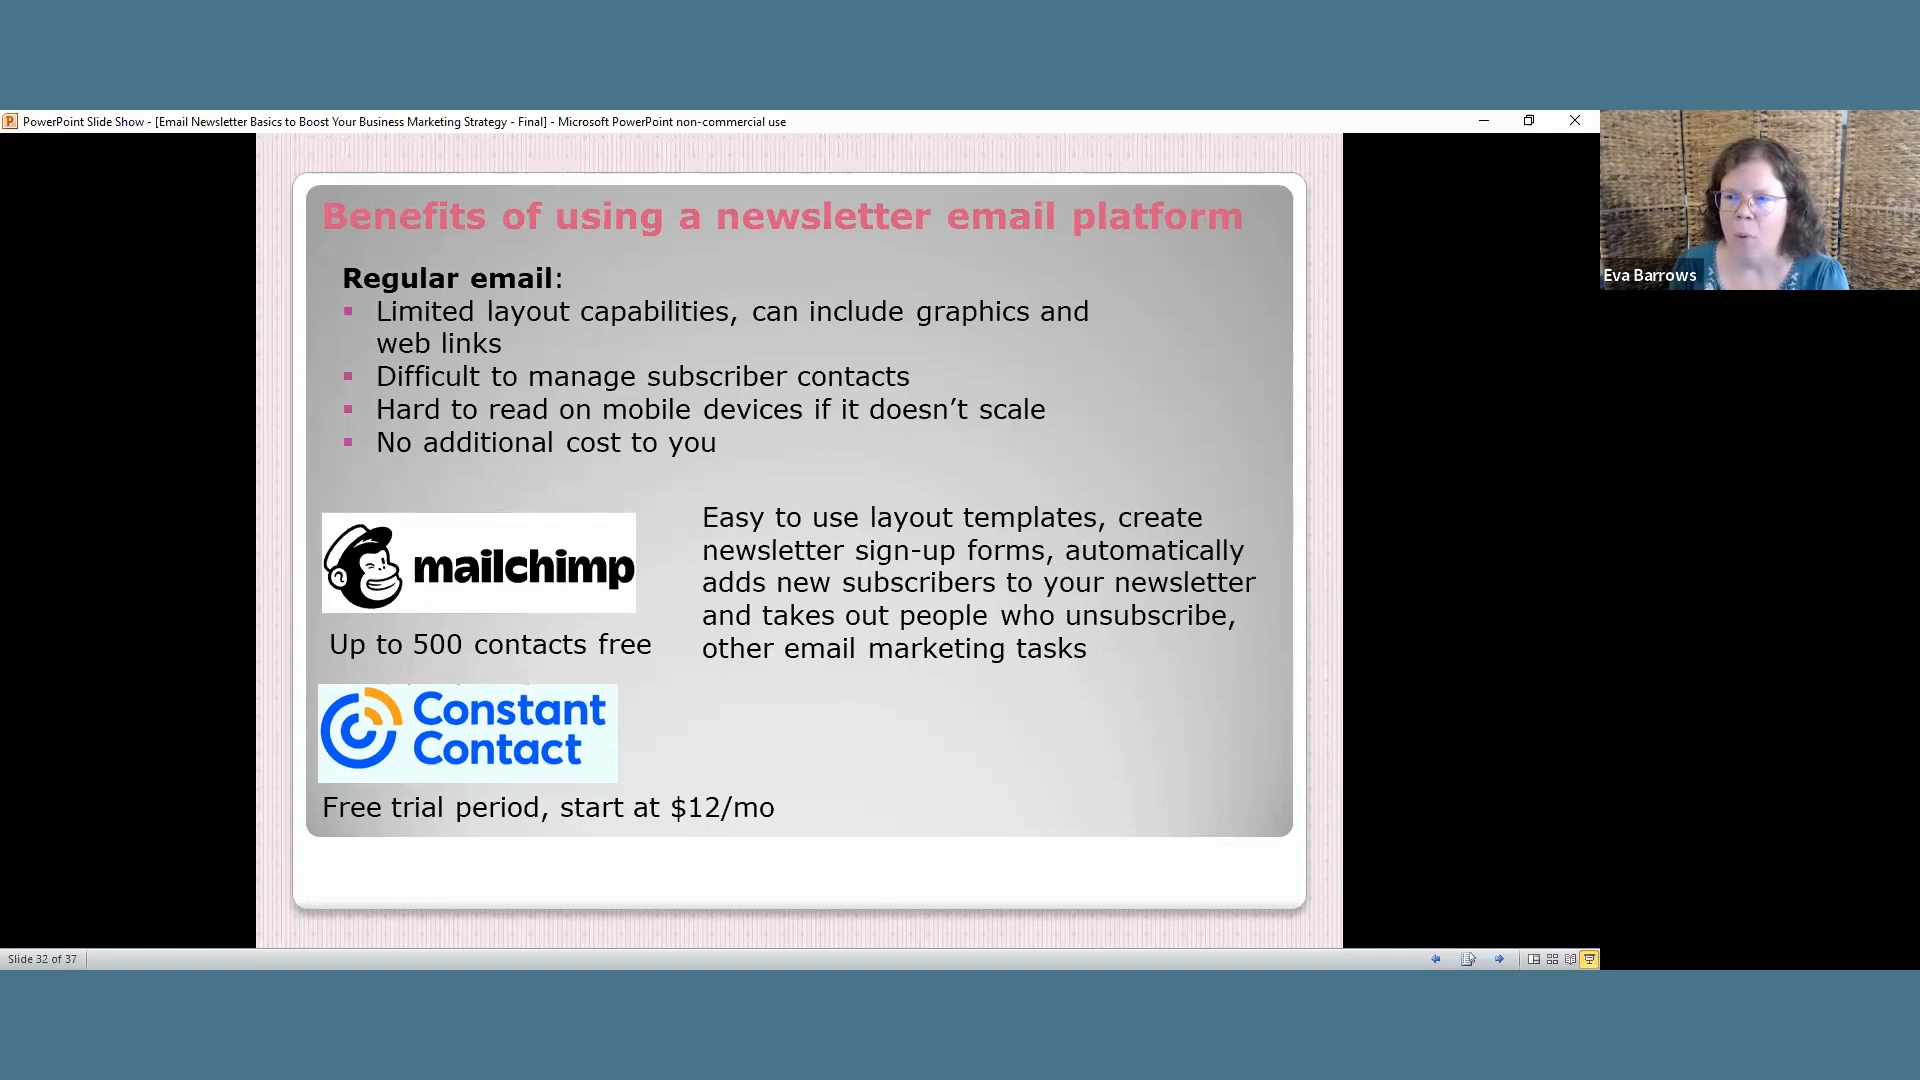 PowerPoint Slide Show - [Email Newsletter Basics to Boost Your Business Marketing Strategy - Final] - Microsoft PowerPoint non-commercial use
Benefits of using a newsletter email platform
Regular email:
Limited layout capabilities, can include graphics and
web links
Difficult to manage subscriber contacts
Hard to read on mobile devices if it doesn’t scale
No additional cost to you
mailchimp
Up to 500 contacts free
Easy to use layout templates, create
newsletter sign-up forms, automatically
adds new subscribers to your newsletter
and takes out people who unsubscribe,
other email marketing tasks
Constant
Contact
Free trial period, start at $12/mo
Eva Barrows
Slide 32 of 37